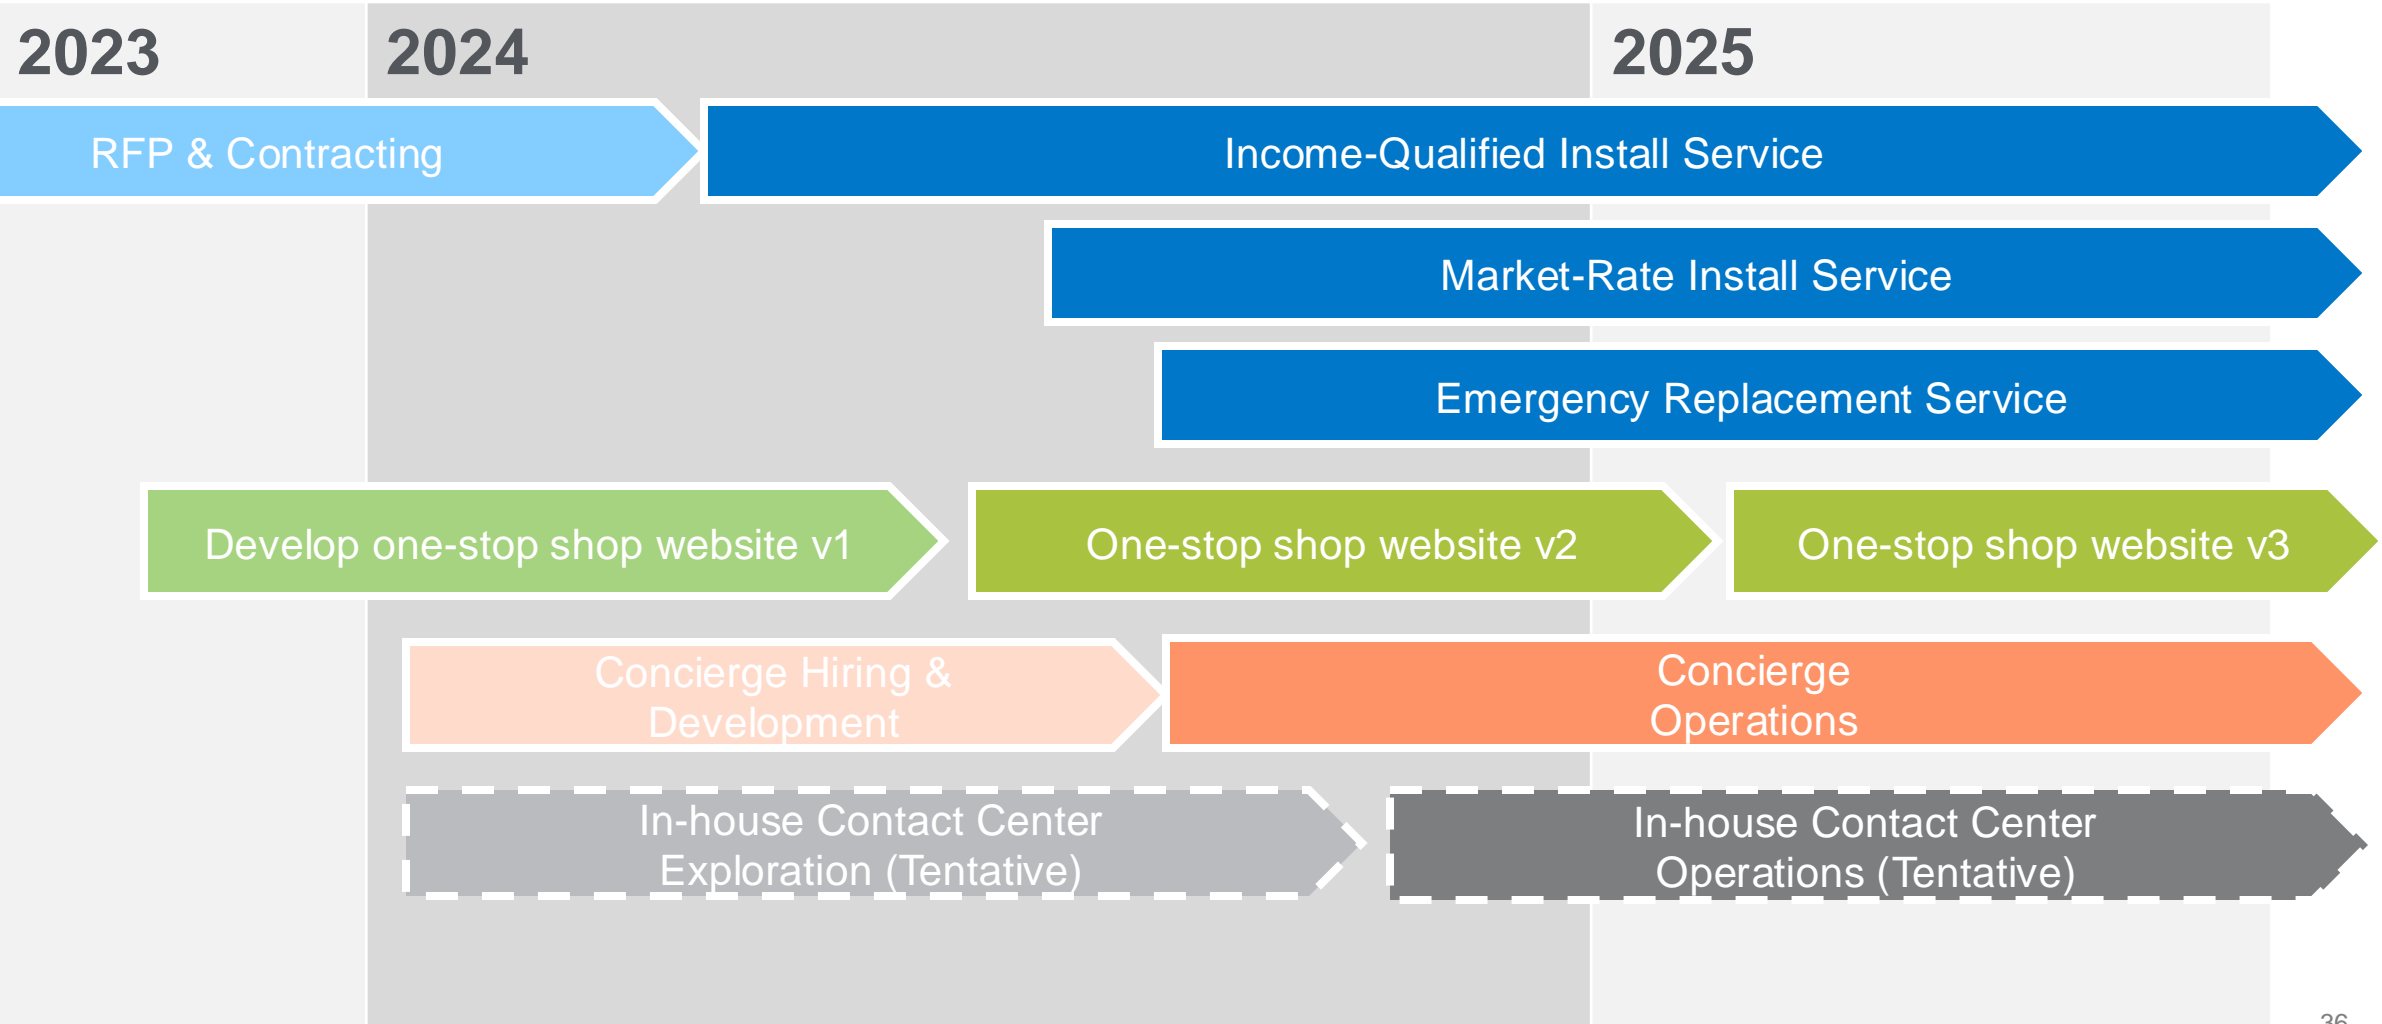 2023
2024
2025
RFP & Contracting
Income-Qualified Install Service
Market-Rate Install Service
Emergency Replacement Service
Develop one-stop shop website v1
One-stop shop website v2
One-stop shop website v3
Concierge Hiring &
Development
Concierge
Operations
In-house Contact Center
Exploration (Tentative)
In-house Contact Center
Operations (Tentative)
36